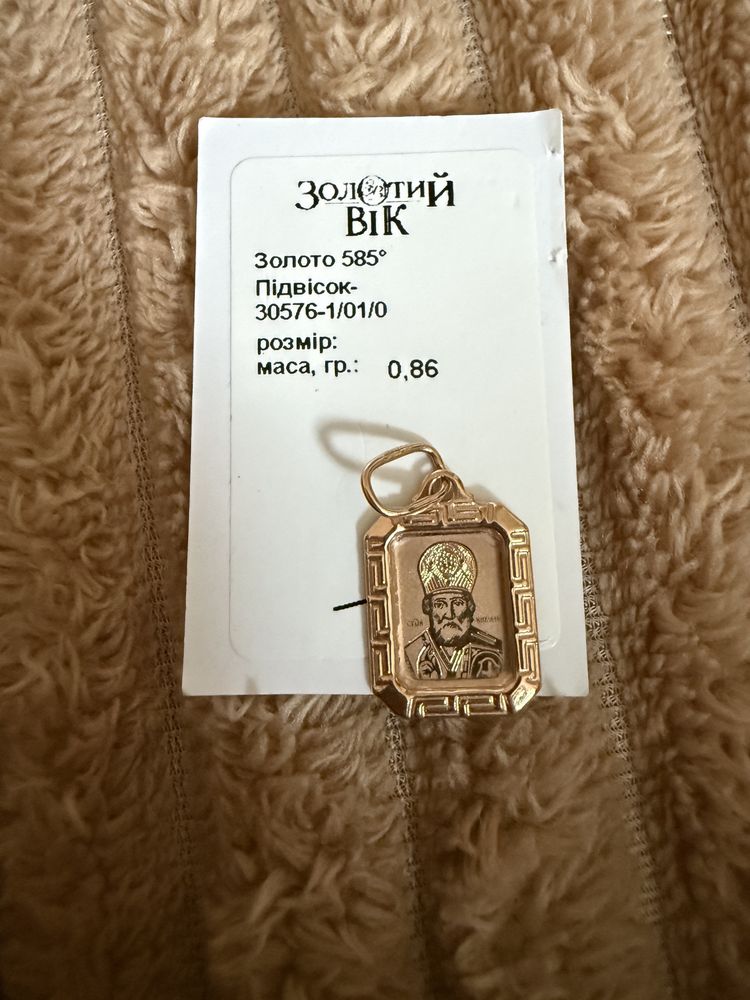 ЗОЛОТИЙ
ВІК
Золото 585°
Підвісок-
30576-1/01/0
розмір:
маса, гр.: 0,86